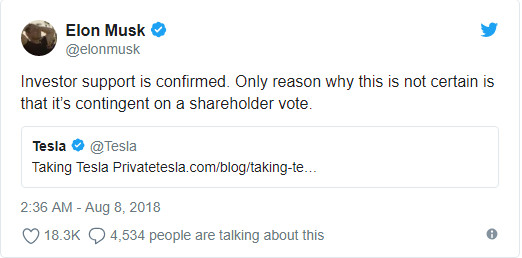 Elon Musk
@elonmusk
Investor support is confirmed. Only reason why this is not certain is
that it’s contingent on a shareholder vote.
Tesla @Tesla
Taking Tesla Privatetesla.com/blog/taking-te…
2:36 AM - Aug 8, 2018
18.3K 4,534 people are talking about this